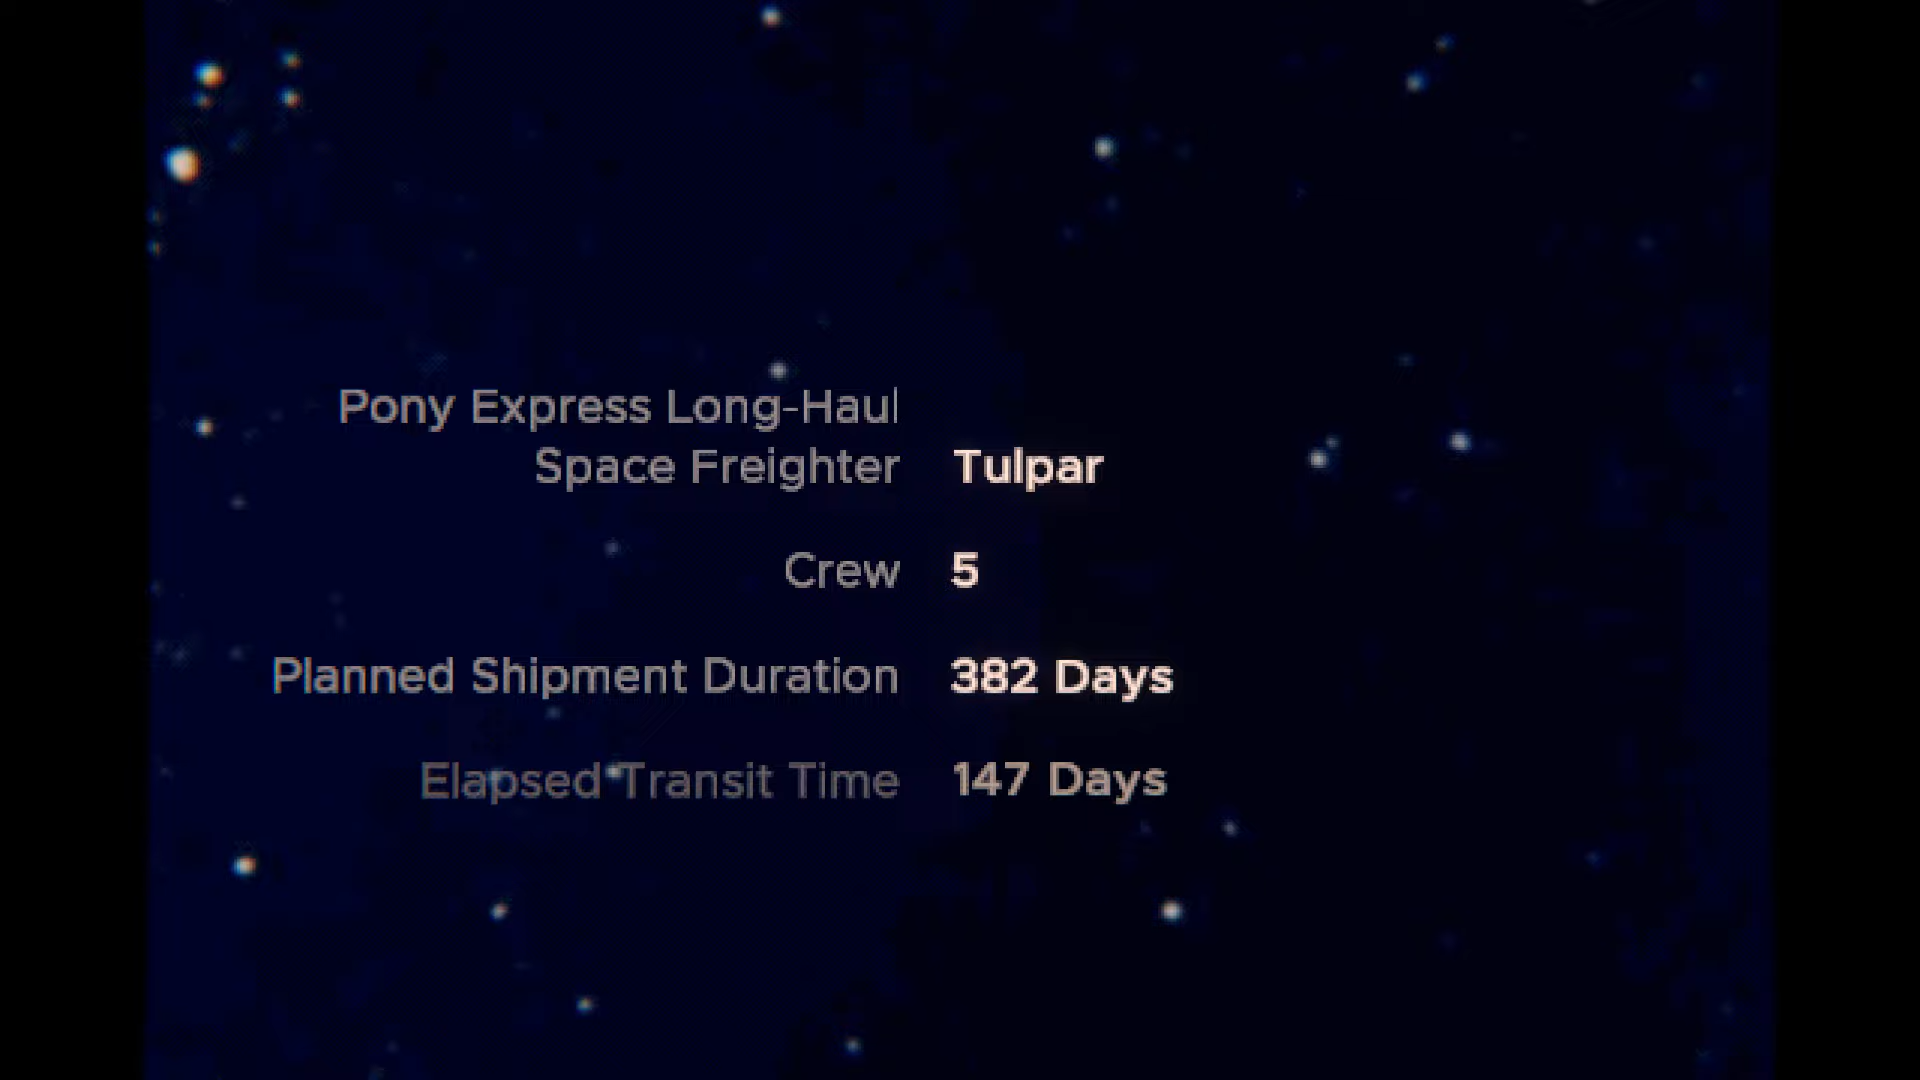 Pony Express Long-Haul
Space Freighter Tulpar
Crew 5
Planned Shipment Duration 382 Days
Elapsed Transit Time 147 Days